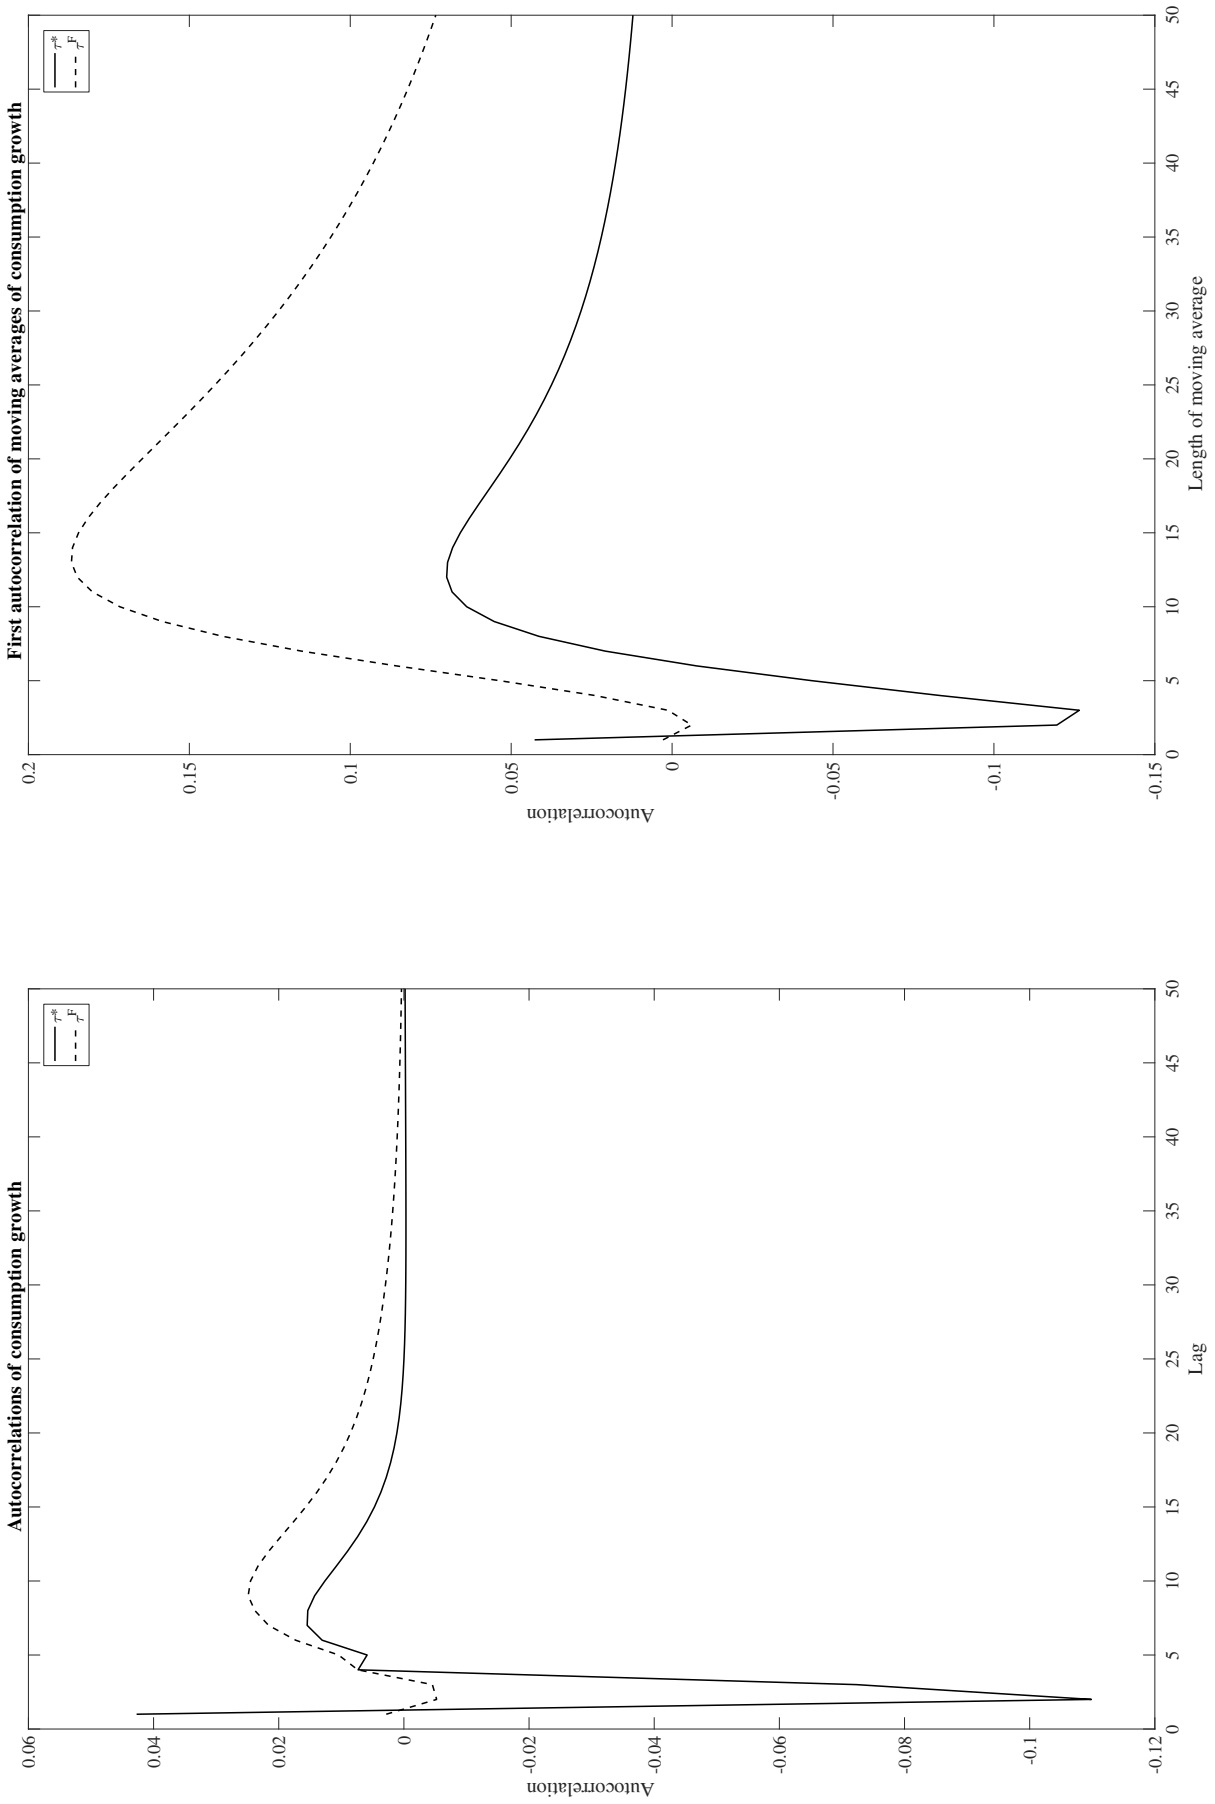 Autocorrelations of consumption growth
τ*
τF
0.06
0.04
0.02
0
-0.02
-0.04
-0.06
-0.08
-0.1
-0.12
Autocorrelation
0 5 10 15 20 25 30 35 40 45 50
Lag
First autocorrelation of moving averages of consumption growth
τ*
τF
0.2
0.15
0.1
0.05
0
-0.05
-0.1
-0.15
Autocorrelation
0 5 10 15 20 25 30 35 40 45 50
Length of moving average